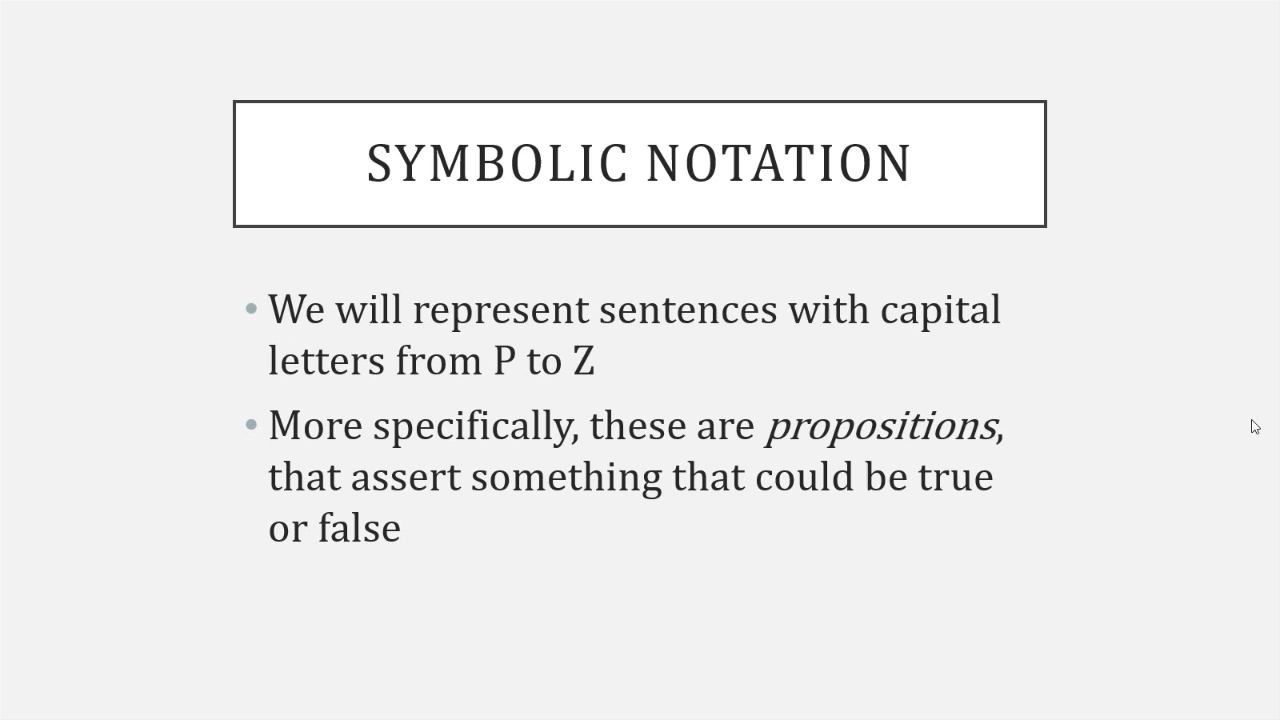 SYMBOLIC NOTATION
• We will represent sentences with capital
letters from P to Z
• More specifically, these are propositions,
that assert something that could be true
or false